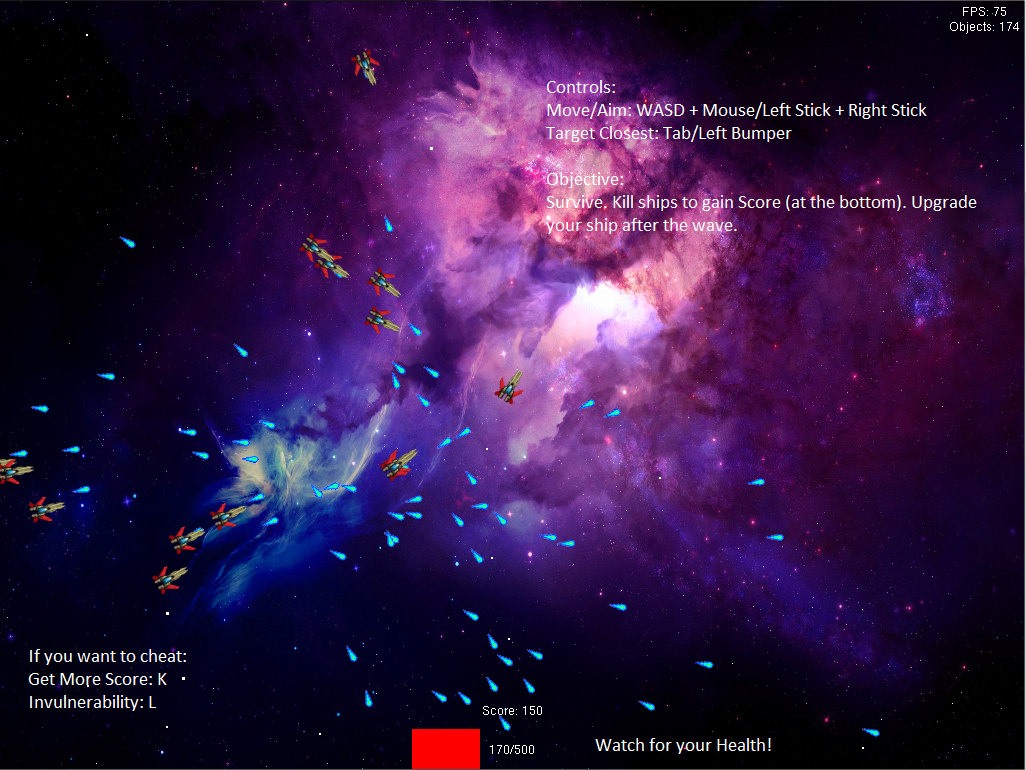 FPS: 75
Objects: 174
Controls:
Move/Aim: WASD + Mouse/Left Stick + Right Stick
Target Closest: Tab/Left Bumper
Objective:
Survive. Kill ships to gain Score (at the bottom). Upgrade
your ship after the wave.
If you want to cheat:
Get More Score: K
Invulnerability: L
Score: 150
170/500
Watch for your Health!